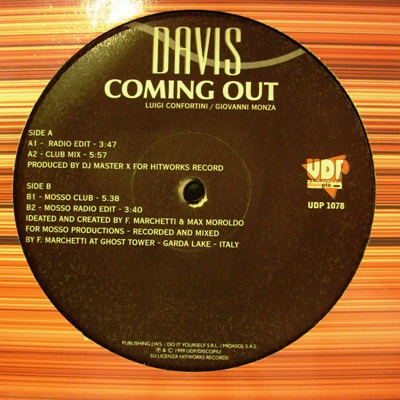 DAVIS
COMING OUT
LUIGI CONFORTINI / GIOVANNI MONZA
SIDE A
A1 - RADIO EDIT - 3:47
A2 - CLUB MIX - 5:57
PRODUCED BY DJ MASTER X FOR HITWORKS RECORD
SIDE B
B1 - MOSSO CLUB - 5.38
B2 - MOSSO RADIO EDIT - 3:40
IDEATED AND CREATED BY F. MARCHETTI & MAX MOROLDO
FOR MOSSO PRODUCTIONS - RECORDED AND MIXED
BY F. MARCHETTI AT GHOST TOWER - GARDA LAKE - ITALY
UDP
UDP 1078
PUBLISHING J.W.S. / DO IT YOURSELF S.R.L. / MIDASOL S.A.S.
℗ & © 1999 UDP/DISCOPIU
SU LICENZA HITWORKS RECORDS